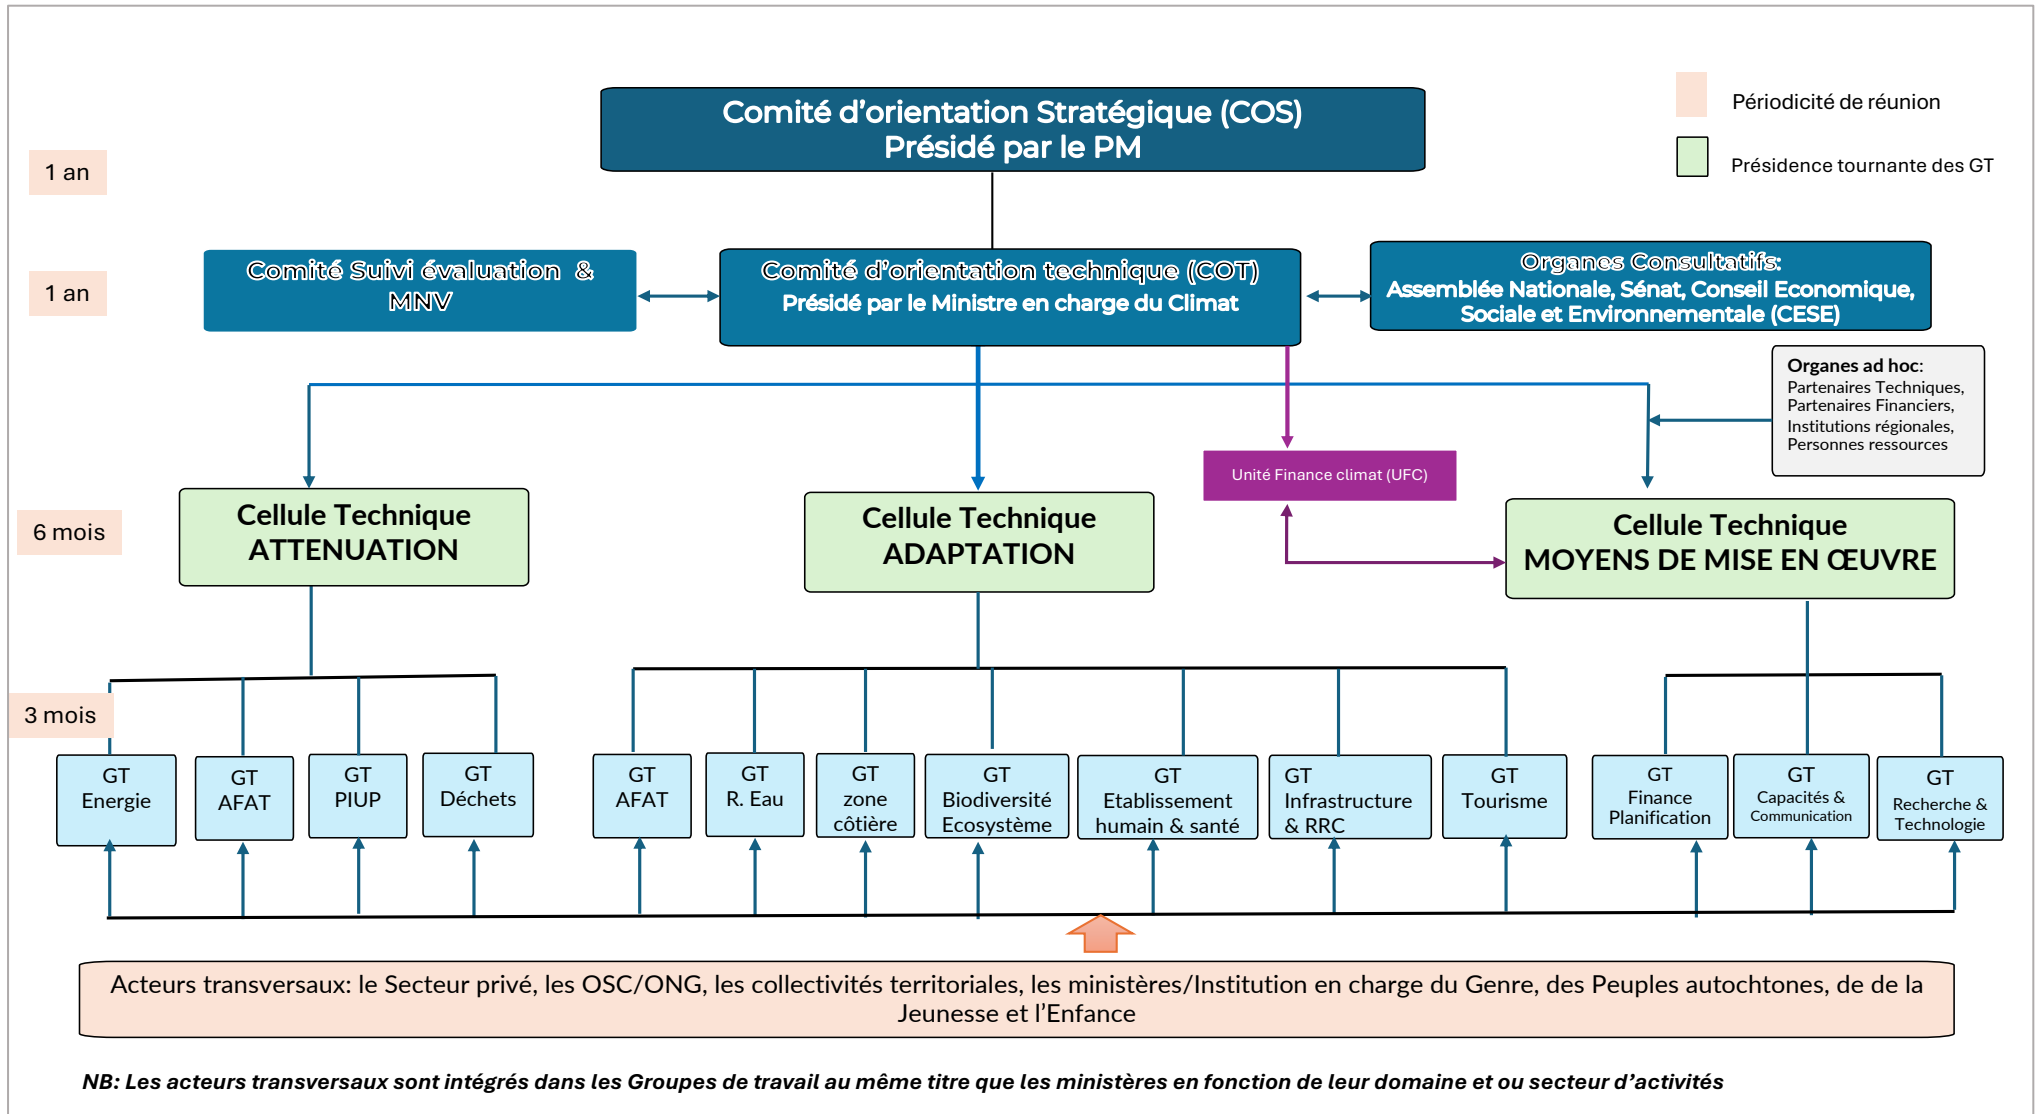 Comité d'orientation Stratégique (COS)
Présidé par le PM
Périodicité de réunion
Présidence tournante des GT
1 an
1 an
Comité Suivi évaluation &
MNV
Comité d'orientation technique (COT)
Présidé par le Ministre en charge du Climat
Organes Consultatifs:
Assemblée Nationale, Sénat, Conseil Economique,
Sociale et Environnementale (CESE)
Organes ad hoc:
Partenaires Techniques,
Partenaires Financiers,
Institutions régionales,
Personnes ressources
Unité Finance climat (UFC)
6 mois
Cellule Technique
ATTENUATION
Cellule Technique
ADAPTATION
Cellule Technique
MOYENS DE MISE EN ŒUVRE
3 mois
GT
Energie
GT
AFAT
GT
PIUP
GT
Déchets
GT
AFAT
GT
R. Eau
GT
zone
côtière
GT
Biodiversité
Ecosystème
GT
Etablissement
humain & santé
GT
Infrastructure
& RRC
GT
Tourisme
GT
Finance
Planification
GT
Capacités &
Communication
GT
Recherche &
Technologie
Acteurs transversaux: le Secteur privé, les OSC/ONG, les collectivités territoriales, les ministères/Institution en charge du Genre, des Peuples autochtones, de de la
Jeunesse et l'Enfance
NB: Les acteurs transversaux sont intégrés dans les Groupes de travail au même titre que les ministères en fonction de leur domaine et ou secteur d'activités